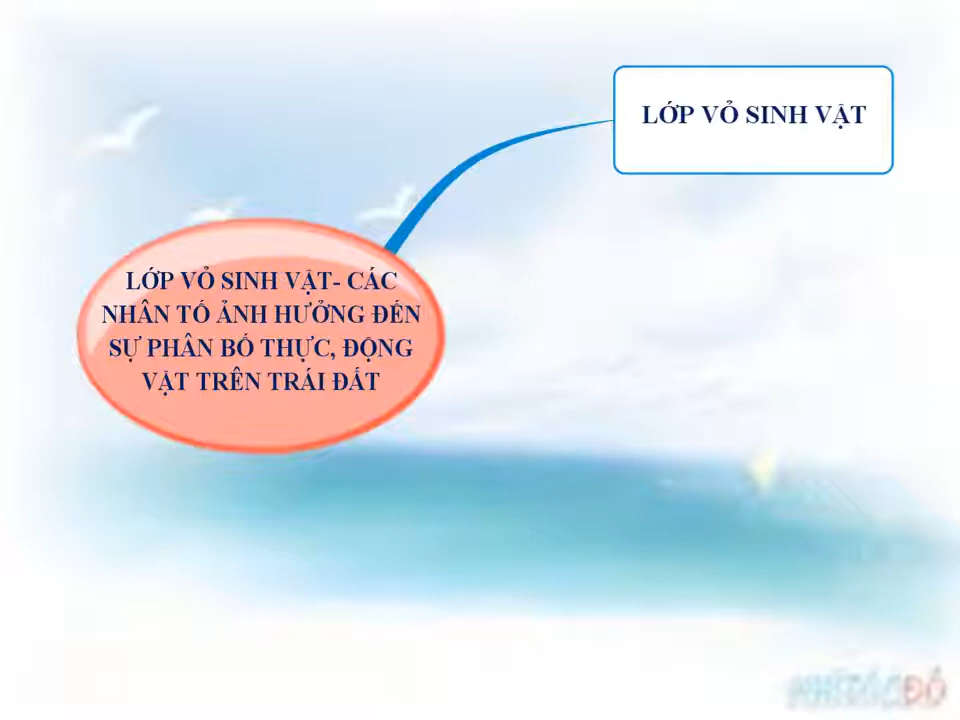 LỚP VỎ SINH VẬT
LỚP VỎ SINH VẬT- CÁC
NHÂN TỐ ẢNH HƯỞNG ĐẾN
SỰ PHÂN BỐ THỰC, ĐỘNG
VẬT TRÊN TRÁI ĐẤT